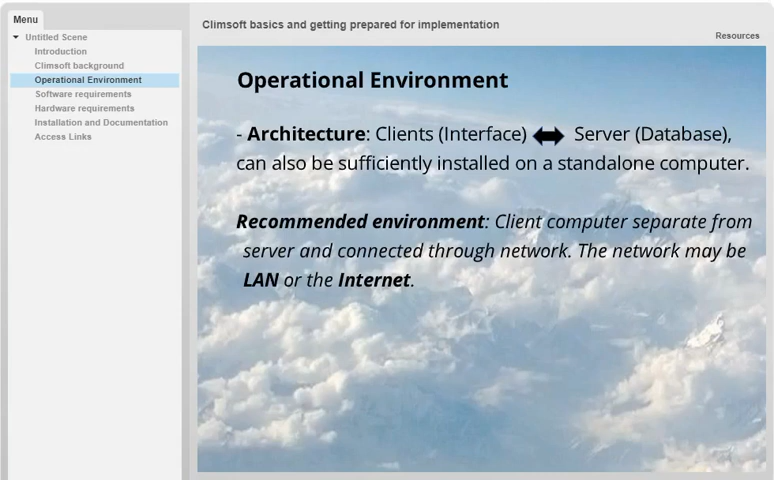 Menu
Untitled Scene
Introduction
Climsoft background
Operational Environment
Software requirements
Hardware requirements
Installation and Documentation
Access Links
Climsoft basics and getting prepared for implementation
Resources
Operational Environment
- Architecture: Clients (Interface) Server (Database),
can also be sufficiently installed on a standalone computer.
Recommended environment: Client computer separate from
server and connected through network. The network may be
LAN or the Internet.